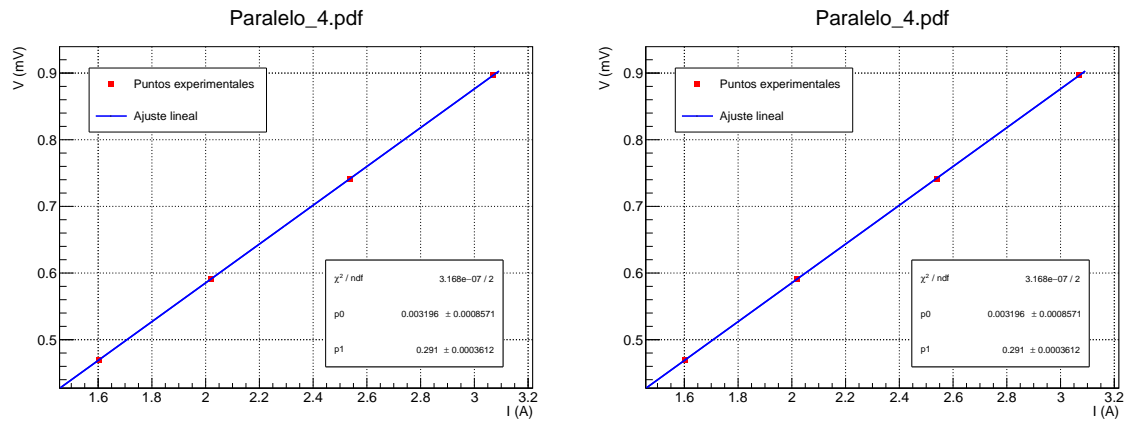 Paralelo_4.pdf
V (mV)
0.9
0.8
0.7
0.6
0.5
Puntos experimentales
Ajuste lineal
χ² / ndf 3.168e−07 / 2
p0 0.003196 ± 0.0008571
p1 0.291 ± 0.0003612
1.6 1.8 2 2.2 2.4 2.6 2.8 3 3.2
I (A)
Paralelo_4.pdf
V (mV)
0.9
0.8
0.7
0.6
0.5
Puntos experimentales
Ajuste lineal
χ² / ndf 3.168e−07 / 2
p0 0.003196 ± 0.0008571
p1 0.291 ± 0.0003612
1.6 1.8 2 2.2 2.4 2.6 2.8 3 3.2
I (A)